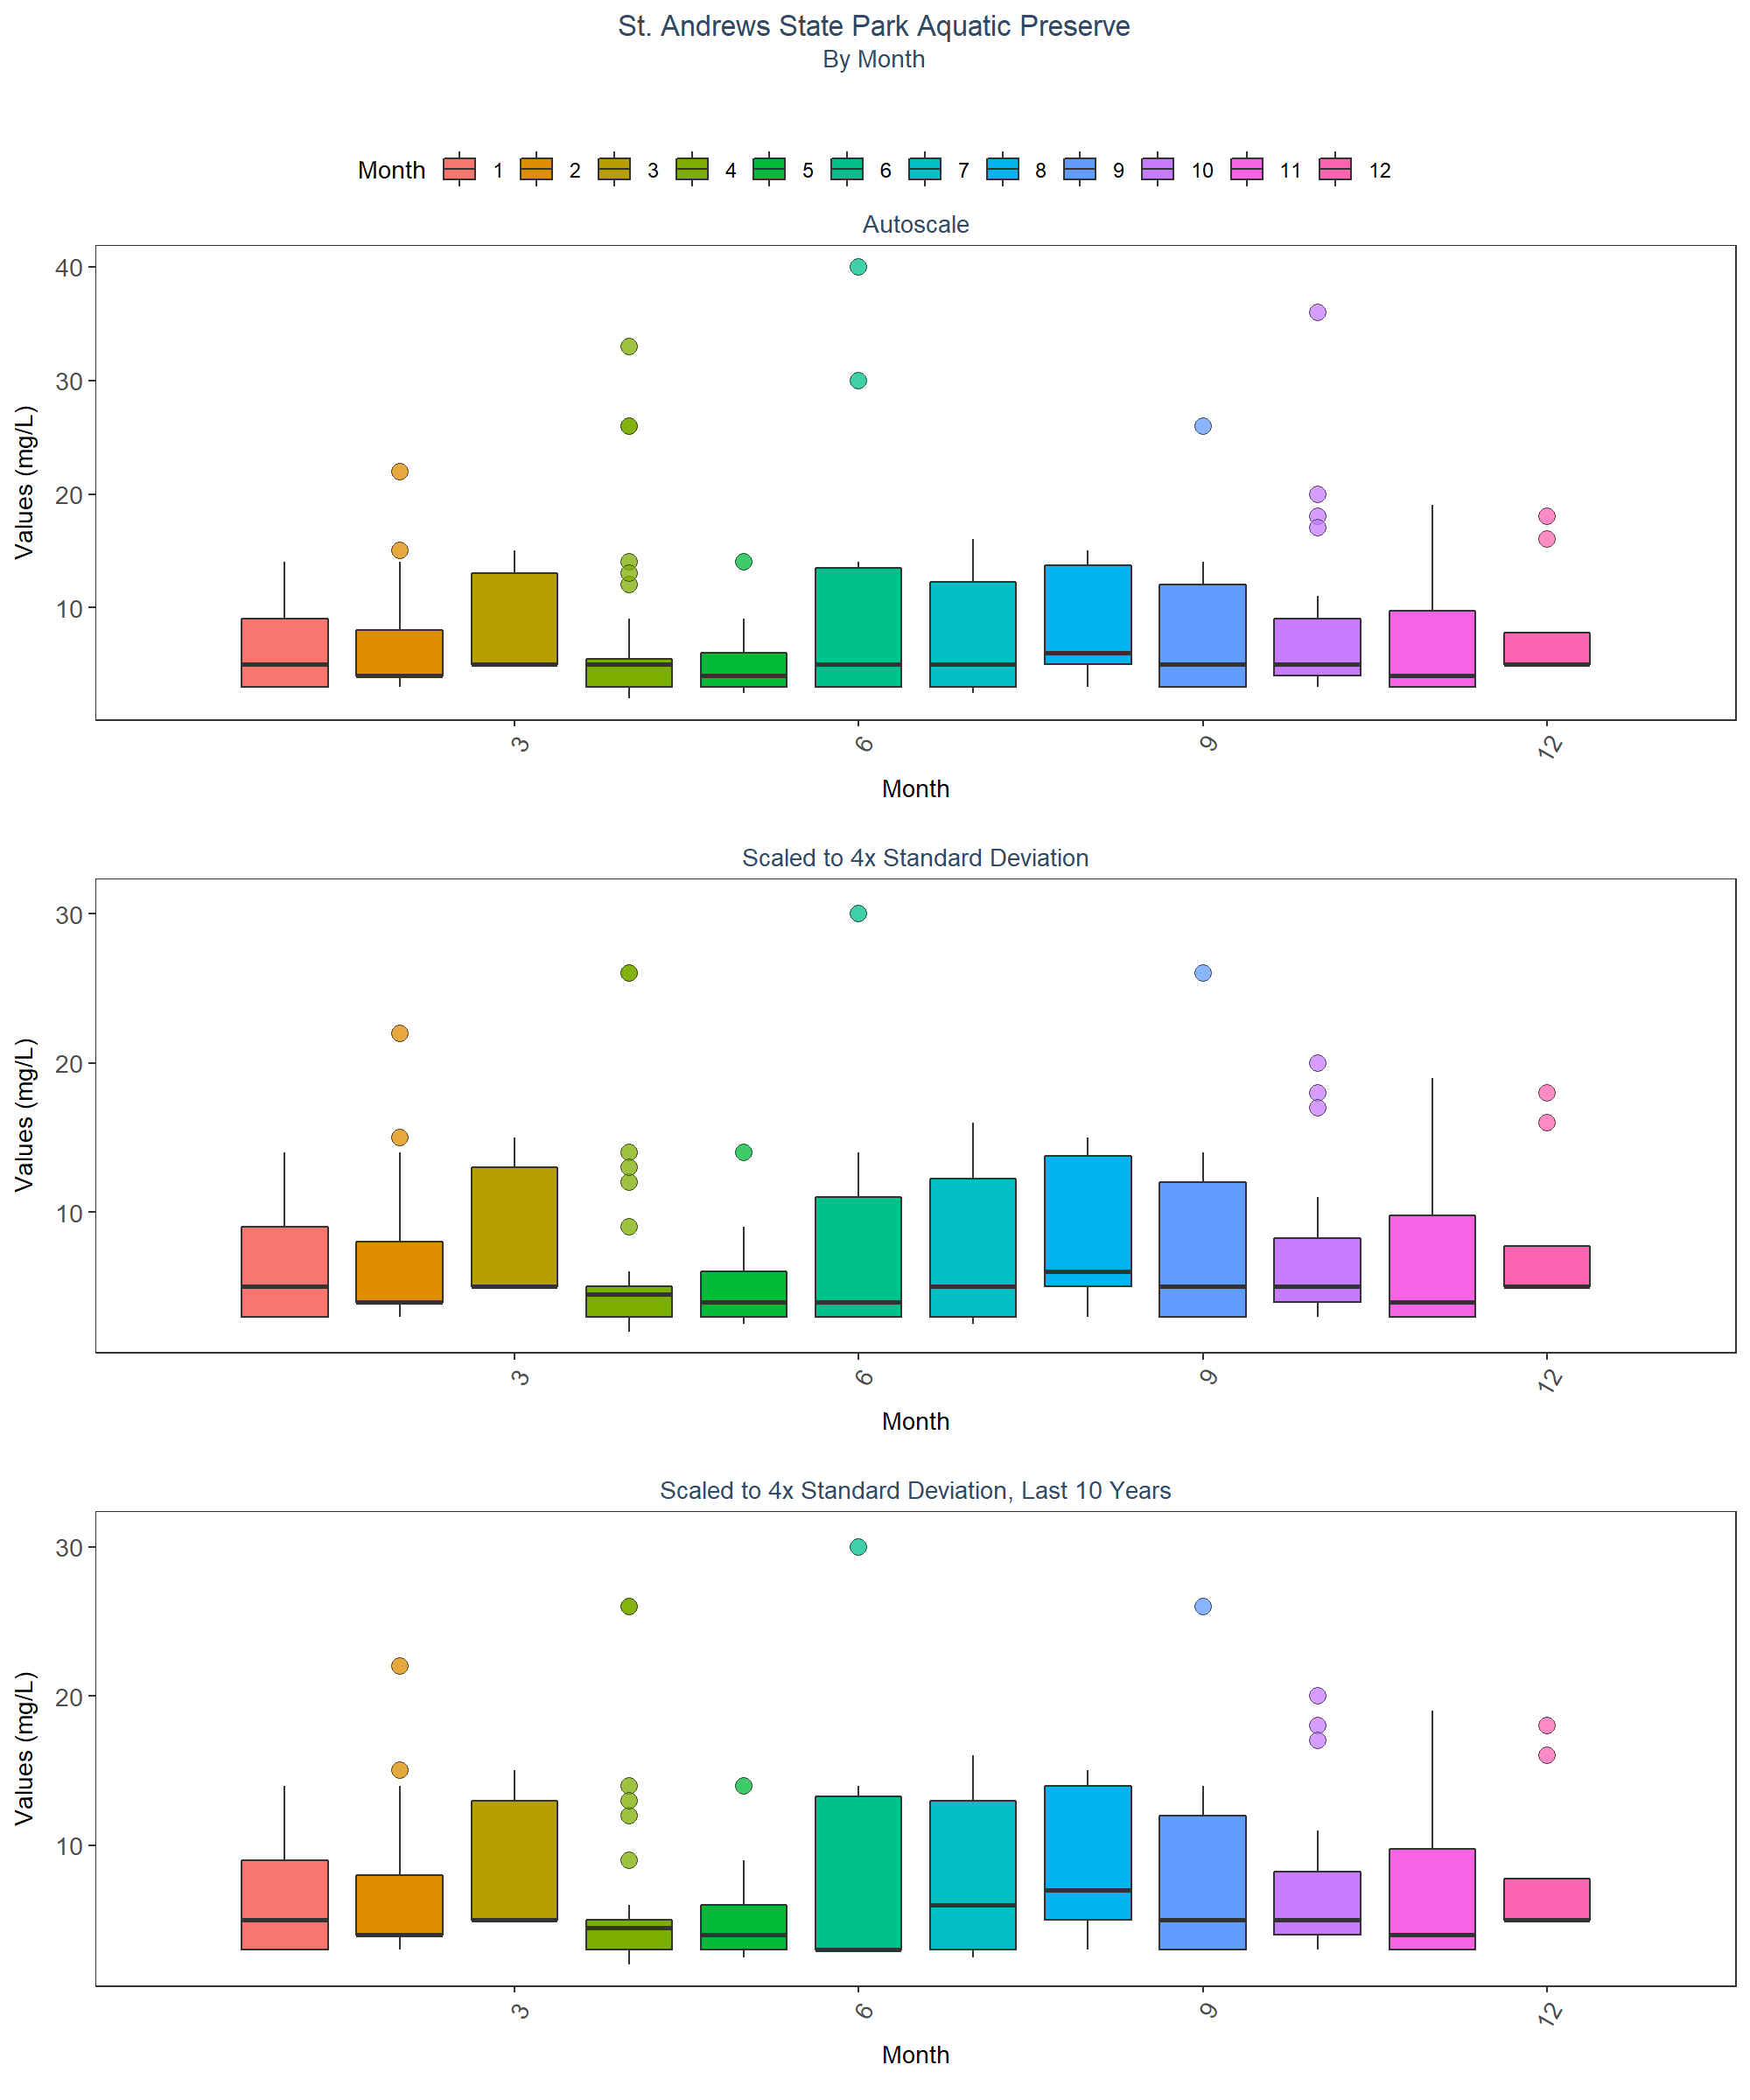 St. Andrews State Park Aquatic Preserve
By Month
Month 1 2 3 4 5 6 7 8 9 10 11 12
Autoscale
Values (mg/L)
40
30
20
10
3 6 9 12
Month
Scaled to 4x Standard Deviation
Values (mg/L)
30
20
10
3 6 9 12
Month
Scaled to 4x Standard Deviation, Last 10 Years
Values (mg/L)
30
20
10
3 6 9 12
Month